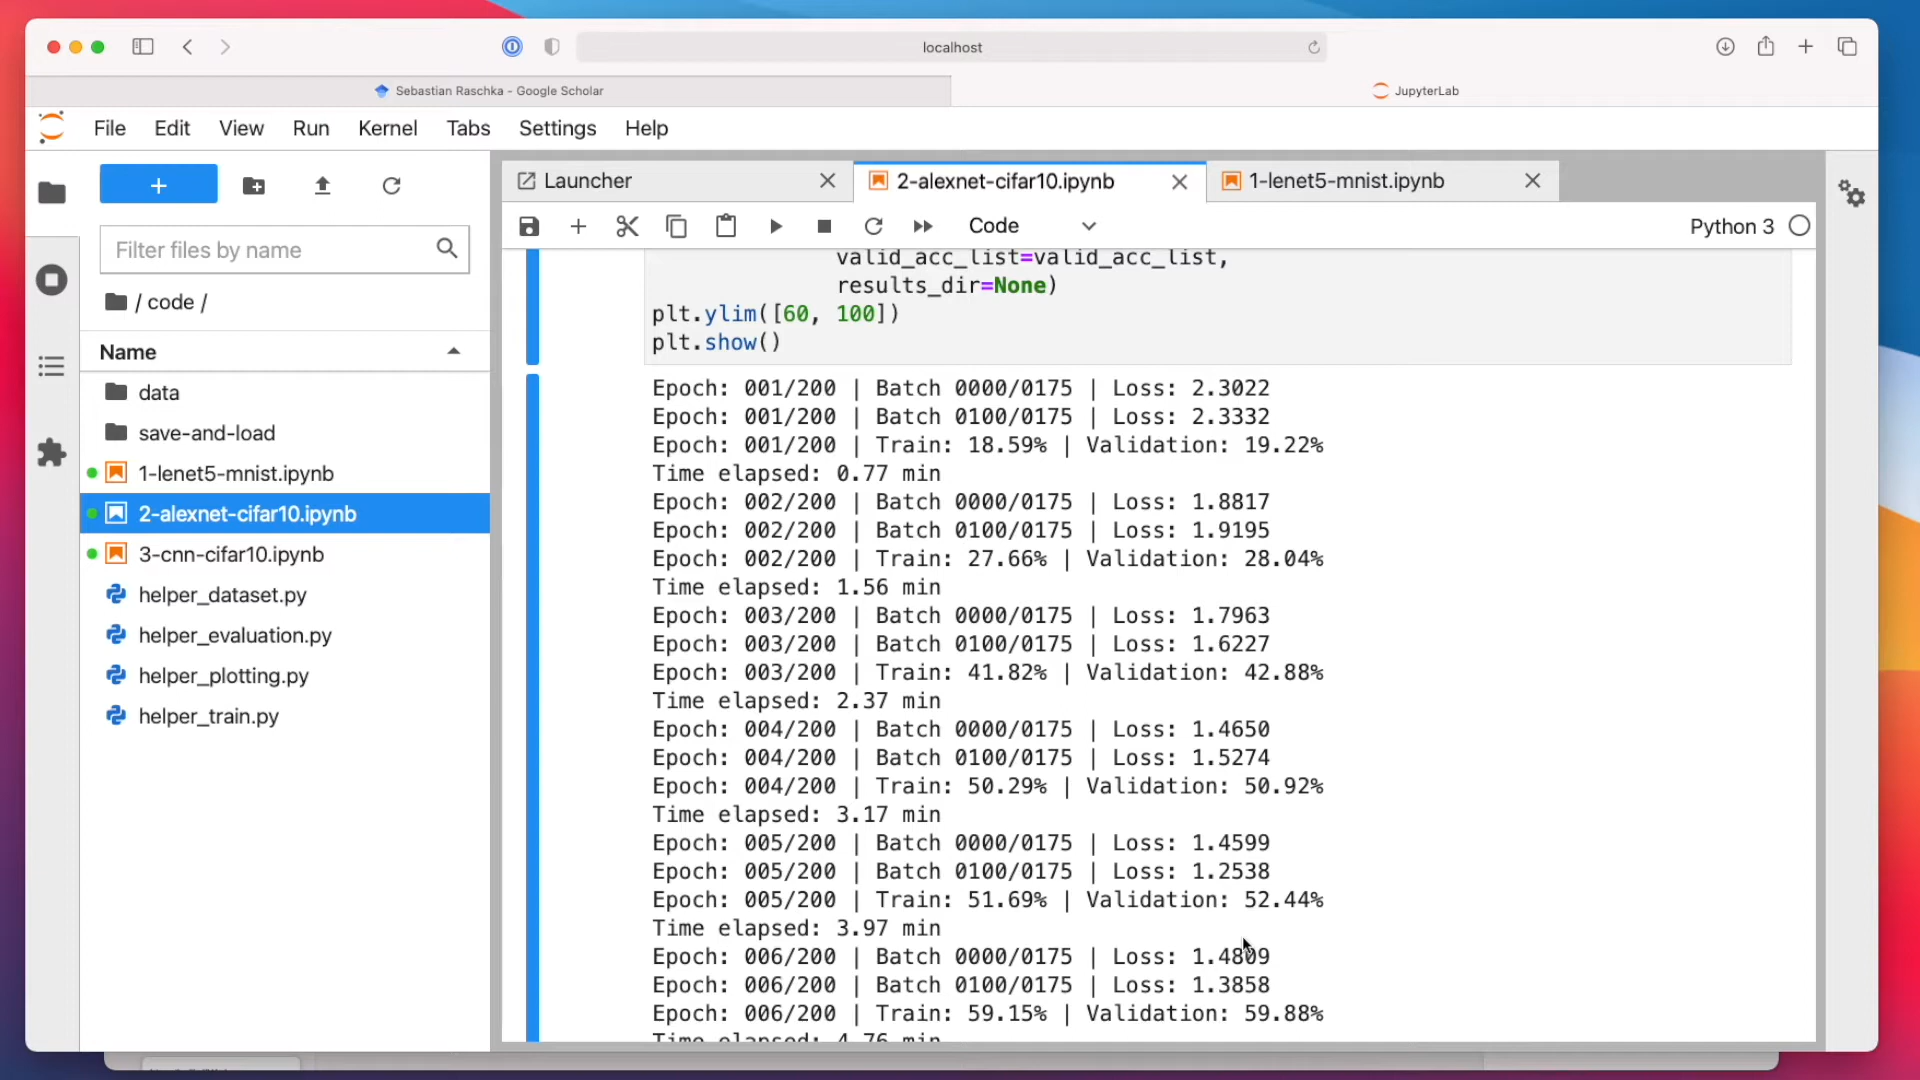 localhost
Sebastian Raschka - Google Scholar
JupyterLab
File Edit View Run Kernel Tabs Settings Help
Launcher
2-alexnet-cifar10.ipynb
1-lenet5-mnist.ipynb
Code
Python 3
Filter files by name
/ code /
Name
data
save-and-load
1-lenet5-mnist.ipynb
2-alexnet-cifar10.ipynb
3-cnn-cifar10.ipynb
helper_dataset.py
helper_evaluation.py
helper_plotting.py
helper_train.py
valid_acc_list=valid_acc_list,
results_dir=None)
plt.ylim([60, 100])
plt.show()
Epoch: 001/200 | Batch 0000/0175 | Loss: 2.3022
Epoch: 001/200 | Batch 0100/0175 | Loss: 2.3332
Epoch: 001/200 | Train: 18.59% | Validation: 19.22%
Time elapsed: 0.77 min
Epoch: 002/200 | Batch 0000/0175 | Loss: 1.8817
Epoch: 002/200 | Batch 0100/0175 | Loss: 1.9195
Epoch: 002/200 | Train: 27.66% | Validation: 28.04%
Time elapsed: 1.56 min
Epoch: 003/200 | Batch 0000/0175 | Loss: 1.7963
Epoch: 003/200 | Batch 0100/0175 | Loss: 1.6227
Epoch: 003/200 | Train: 41.82% | Validation: 42.88%
Time elapsed: 2.37 min
Epoch: 004/200 | Batch 0000/0175 | Loss: 1.4650
Epoch: 004/200 | Batch 0100/0175 | Loss: 1.5274
Epoch: 004/200 | Train: 50.29% | Validation: 50.92%
Time elapsed: 3.17 min
Epoch: 005/200 | Batch 0000/0175 | Loss: 1.4599
Epoch: 005/200 | Batch 0100/0175 | Loss: 1.2538
Epoch: 005/200 | Train: 51.69% | Validation: 52.44%
Time elapsed: 3.97 min
Epoch: 006/200 | Batch 0000/0175 | Loss: 1.4809
Epoch: 006/200 | Batch 0100/0175 | Loss: 1.3858
Epoch: 006/200 | Train: 59.15% | Validation: 59.88%
Time elapsed: 4.76 min